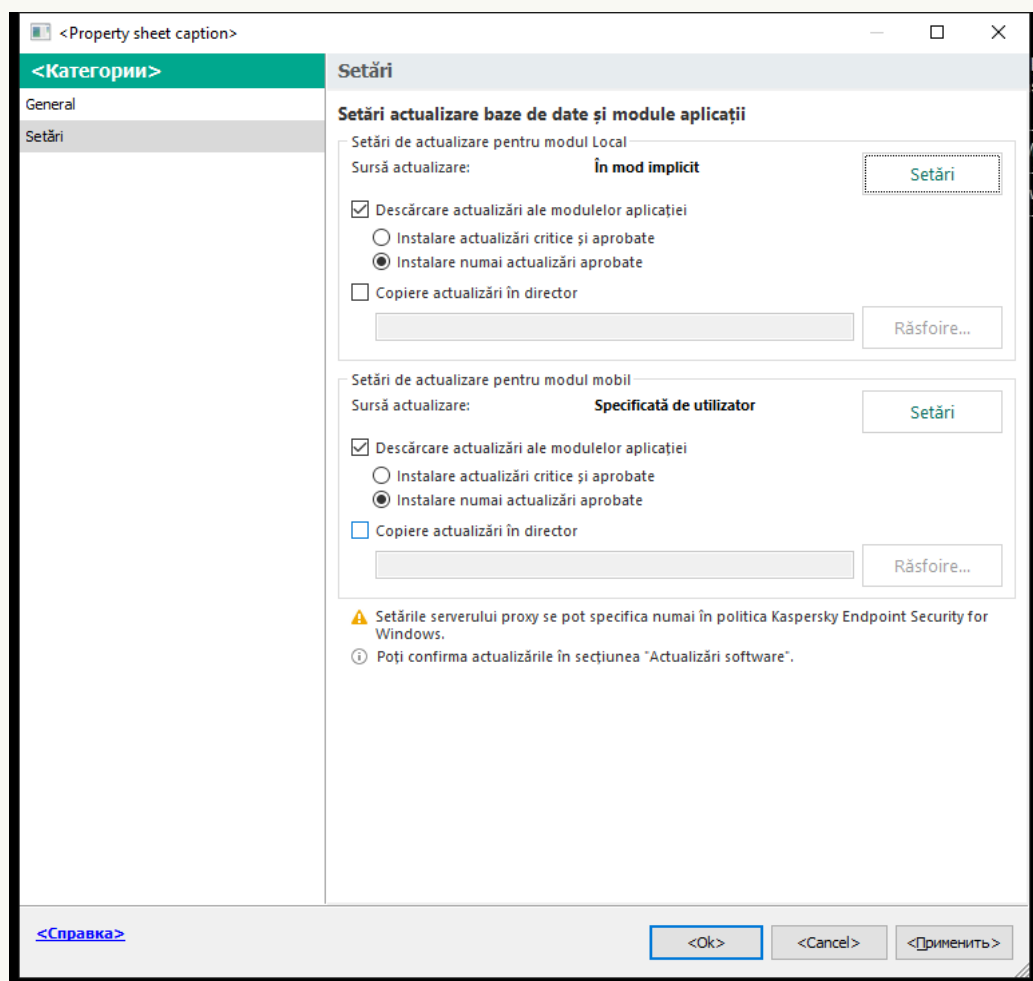 <Property sheet caption>
<Категории>
General
Setări
Setări
Setări actualizare baze de date și module aplicații
Setări de actualizare pentru modul Local
Sursă actualizare: În mod implicit
Setări
Descărcare actualizări ale modulelor aplicației
Instalare actualizări critice și aprobate
Instalare numai actualizări aprobate
Copiere actualizări în director
Răsfoire...
Setări de actualizare pentru modul mobil
Sursă actualizare: Specificată de utilizator
Setări
Descărcare actualizări ale modulelor aplicației
Instalare actualizări critice și aprobate
Instalare numai actualizări aprobate
Copiere actualizări în director
Răsfoire...
Setările serverului proxy se pot specifica numai în politica Kaspersky Endpoint Security for
Windows.
Poți confirma actualizările în secțiunea "Actualizări software".
<Справка>
<Ok> <Cancel> <Применить>